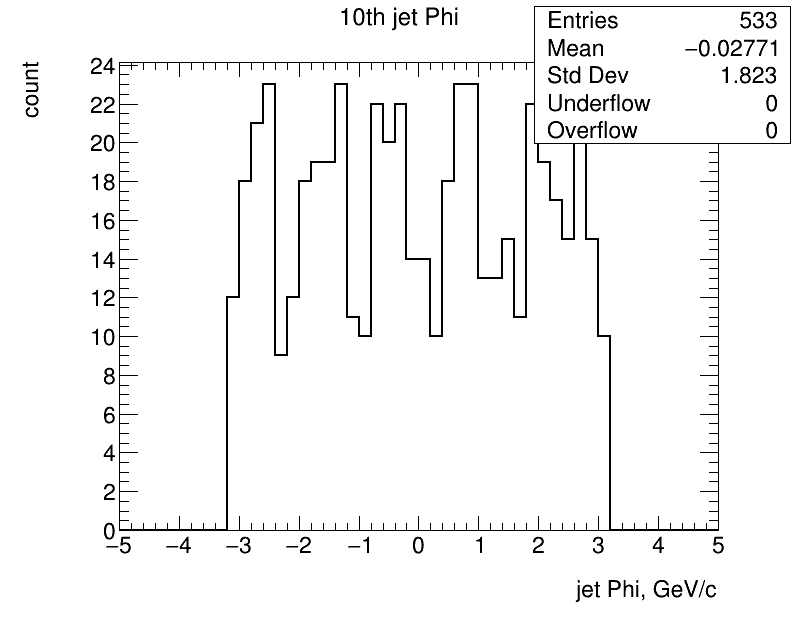 10th jet Phi
Entries 533
Mean −0.02771
Std Dev 1.823
Underflow 0
Overflow 0
count
24
22
20
18
16
14
12
10
8
6
4
2
0
−5 −4 −3 −2 −1 0 1 2 3 4 5
jet Phi, GeV/c